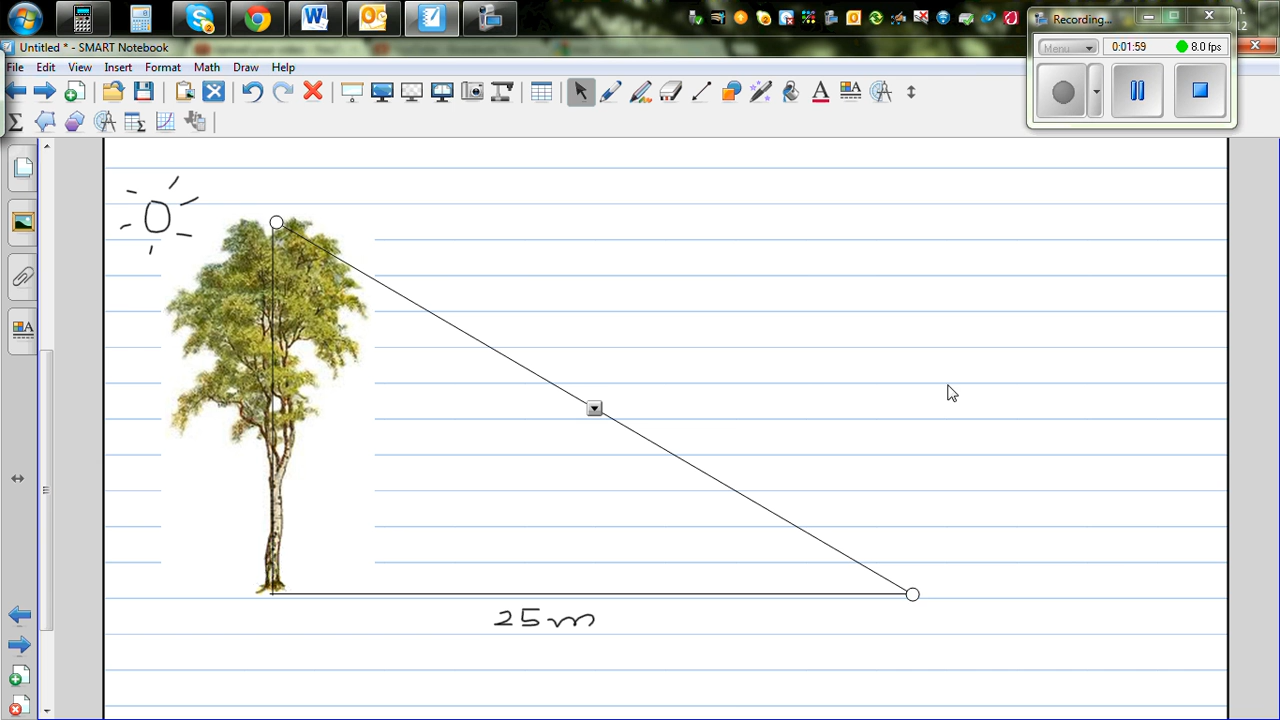 Recording...
n.
12
Untitled * - SMART Notebook
Menu
0:01:59
8.0 fps
File Edit View Insert Format Math Draw Help
25m